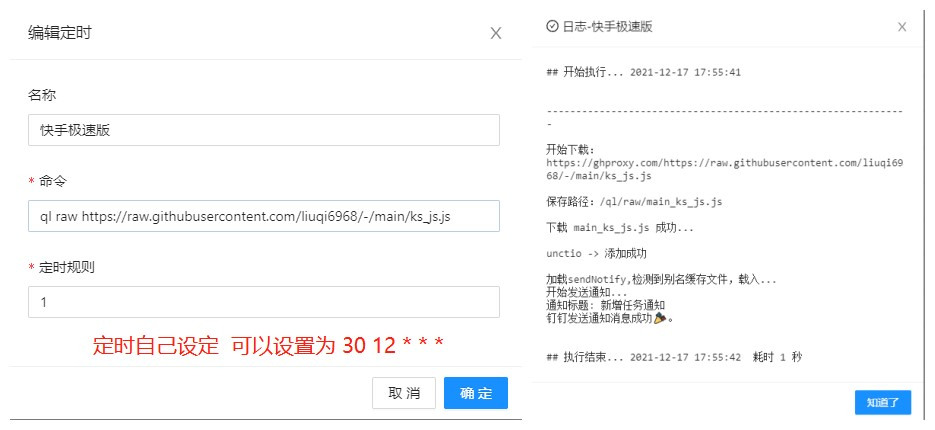 编辑定时
名称
快手极速版
* 命令
ql raw https://raw.githubusercontent.com/liuqi6968/-/main/ks_js.js
* 定时规则
1
定时自己设定 可以设置为 30 12 * * *
取 消
确 定
日志-快手极速版
## 开始执行... 2021-12-17 17:55:41
--------------------------------------------------------------
-
开始下载：
https://ghproxy.com/https://raw.githubusercontent.com/liuqi69
68/-/main/ks_js.js
保存路径：/ql/raw/main_ks_js.js
下载 main_ks_js.js 成功...
unctio -> 添加成功
加载sendNotify,检测到别名缓存文件，载入...
开始发送通知...
通知标题: 新增任务通知
钉钉发送通知消息成功🎉。
## 执行结束... 2021-12-17 17:55:42 耗时 1 秒
知道了